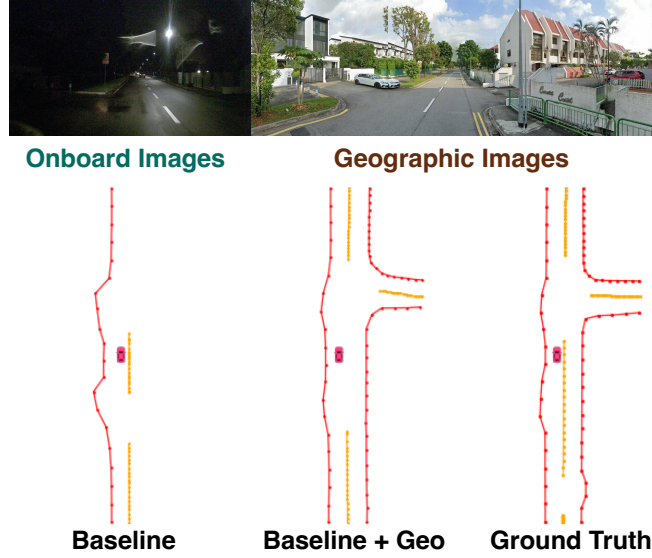 Onboard Images
Geographic Images
Baseline
Baseline + Geo
Ground Truth